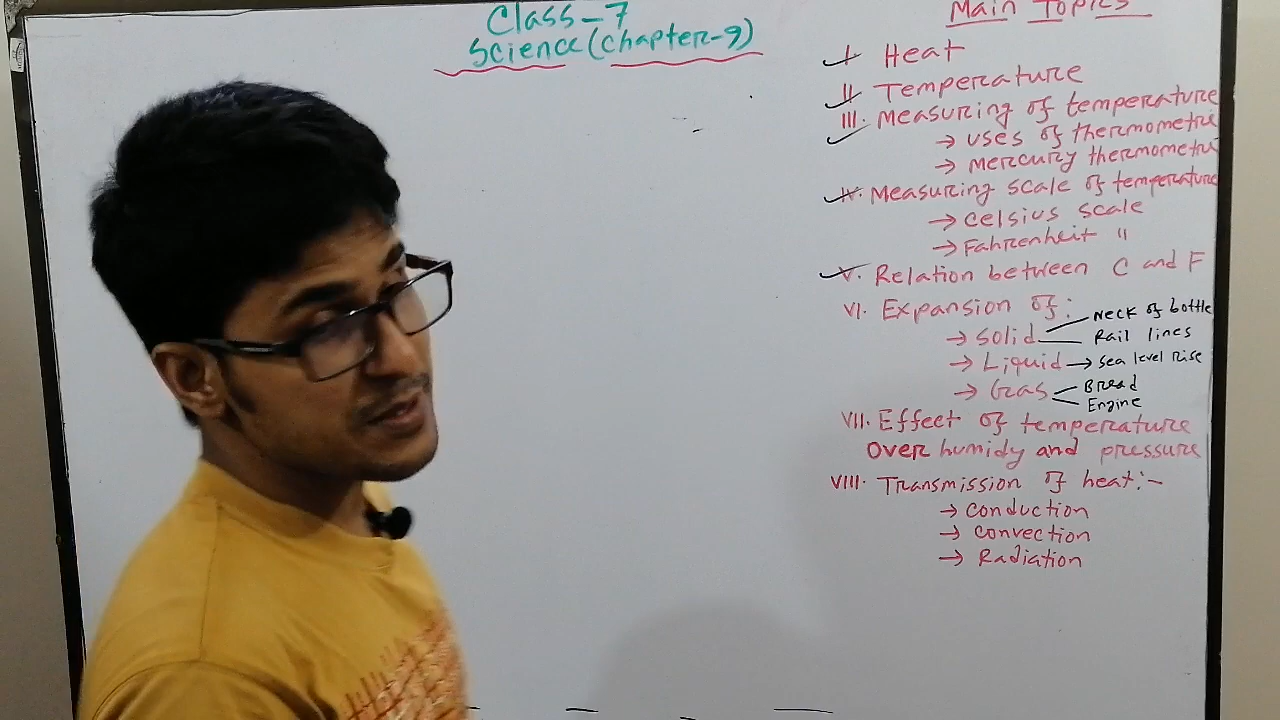 Class-7
Science (chapter-9)
Main Topics
I. Heat
II. Temperature
III. Measuring of temperature
→ uses of thermometre
→ Mercury thermometre
IV. Measuring scale of temperature
→ Celsius scale
→ Fahrenheit "
V. Relation between C and F
VI. Expansion of:
→ Solid Neck of bottle
Rail lines
→ Liquid → Sea level rise
→ Gas Bread
Engine
VII. Effect of temperature
Over humidy and pressure
VIII. Transmission of heat:-
→ Conduction
→ Convection
→ Radiation